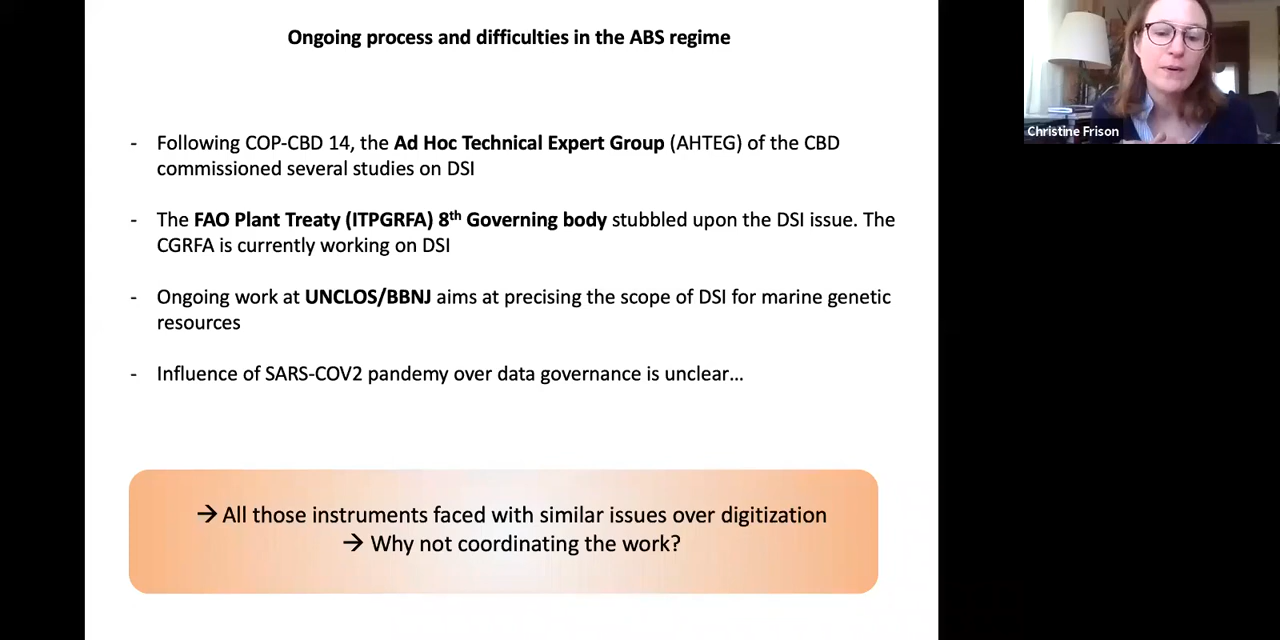 Ongoing process and difficulties in the ABS regime
Christine Frison
- Following COP-CBD 14, the Ad Hoc Technical Expert Group (AHTEG) of the CBD
commissioned several studies on DSI
- The FAO Plant Treaty (ITPGRFA) 8th Governing body stubbled upon the DSI issue. The
CGRFA is currently working on DSI
- Ongoing work at UNCLOS/BBNJ aims at precising the scope of DSI for marine genetic
resources
- Influence of SARS-COV2 pandemy over data governance is unclear...
→ All those instruments faced with similar issues over digitization
→ Why not coordinating the work?